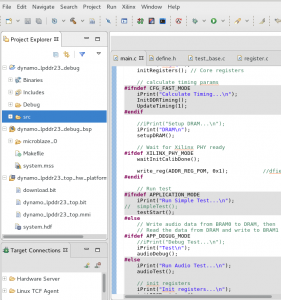 al Edit Navigate Search Project Run Xilinx Window Help
Project Explorer
dynamo_lpddr23_debug
Binaries
Includes
Debug
src
dynamo_lpddr23_debug_bsp
microblaze_0
Makefile
system.mss
dynamo_lpddr23_top_hw_platform
download.bit
dynamo_lpddr23_top.bit
dynamo_lpddr23_top.mmi
system.hdf
Target Connections
Hardware Server
Linux TCF Agent
main.c
define.h
test_base.c
register.c
initRegisters(); // Core registers
// calculate timing params
#ifndef CFG_FAST_MODE
iPrint("Calculate Timing...\n");
InitDDRTiming();
UpdateTiming(1);
#endif
//iPrint("Setup DRAM...\n");
iPrint("DRAM\n");
setupDRAM();
// Wait for Xilinx PHY ready
#ifndef XILINX_PHY_MODE
waitInitCalibDone();
write_reg(ADDR_REG_POM, 0x1);
#endif
// Run test
#ifndef APPLICATION_MODE
iPrint("Run Simple Test...\n");
// simpleTest();
testStart();
#else
// Write audio data from BRAM0 to DRAM, then
// Read the data from DRAM and write to BRAM1
#ifdef APP_DEBUG_MODE
//iPrint("Debug Test...\n");
iPrint("Test\n");
audioDebug();
#else
iPrint("Run Audio Test...\n");
audioTest();
// init registers
iPrint("Init registers...\n");